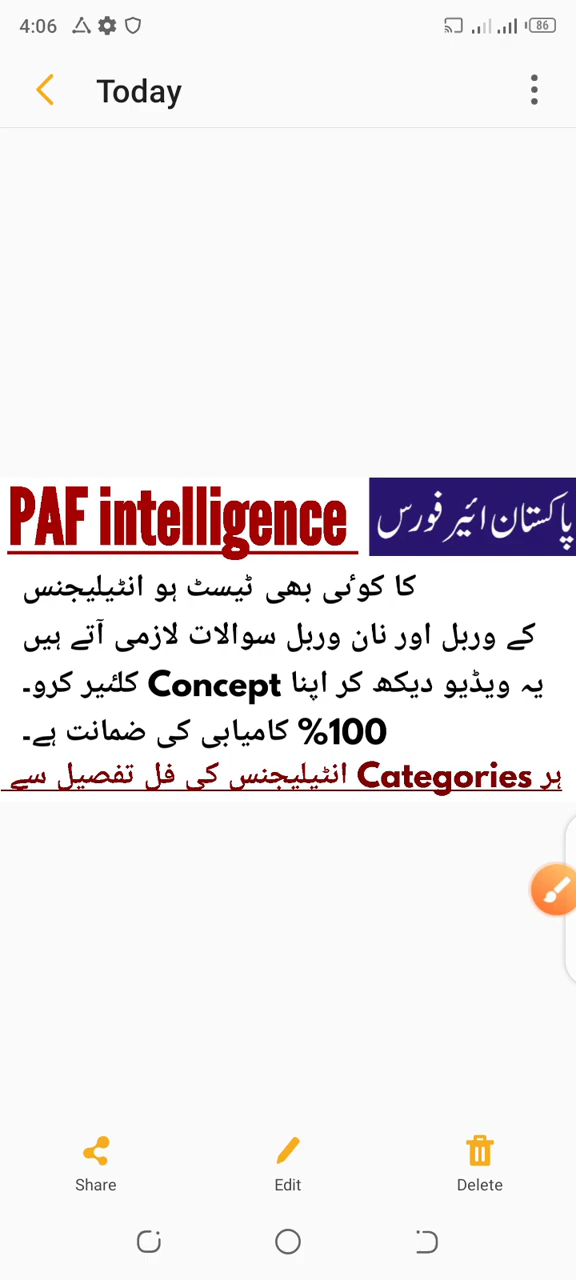 4:06
86
Today
PAF intelligence پاکستان ائیر فورس
کا کوئی بھی ٹیسٹ ہو انٹیلیجنس
کے وربل اور نان وربل سوالات لازمی آتے ہیں
یہ ویڈیو دیکھ کر اپنا Concept کلئیر کرو۔
100% کامیابی کی ضمانت ہے۔
ہر Categories انٹیلیجنس کی فل تفصیل سے
Share
Edit
Delete